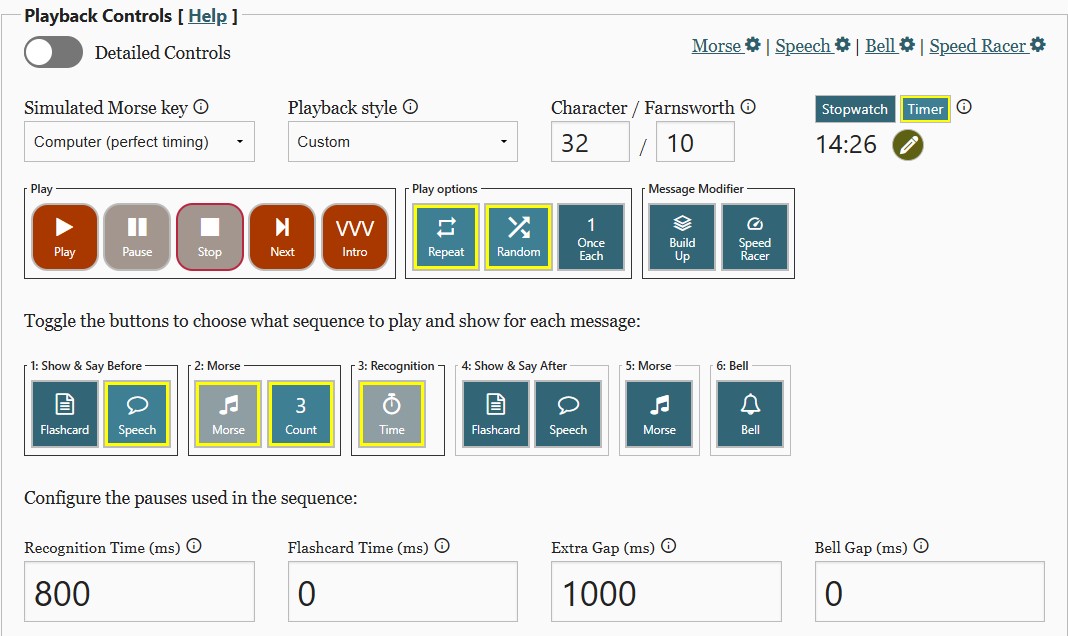 Playback Controls [ Help ]
Detailed Controls
Morse | Speech | Bell | Speed Racer
Simulated Morse key
Computer (perfect timing)
Playback style
Custom
Character / Farnsworth
32 / 10
Stopwatch Timer
14:26
Play
Play
Pause
Stop
Next
VVV
Intro
Play options
Repeat
Random
1
Once
Each
Message Modifier
Build
Up
Speed
Racer
Toggle the buttons to choose what sequence to play and show for each message:
1: Show & Say Before
Flashcard
Speech
2: Morse
Morse
3
Count
3: Recognition
Time
4: Show & Say After
Flashcard
Speech
5: Morse
Morse
6: Bell
Bell
Configure the pauses used in the sequence:
Recognition Time (ms)
800
Flashcard Time (ms)
0
Extra Gap (ms)
1000
Bell Gap (ms)
0